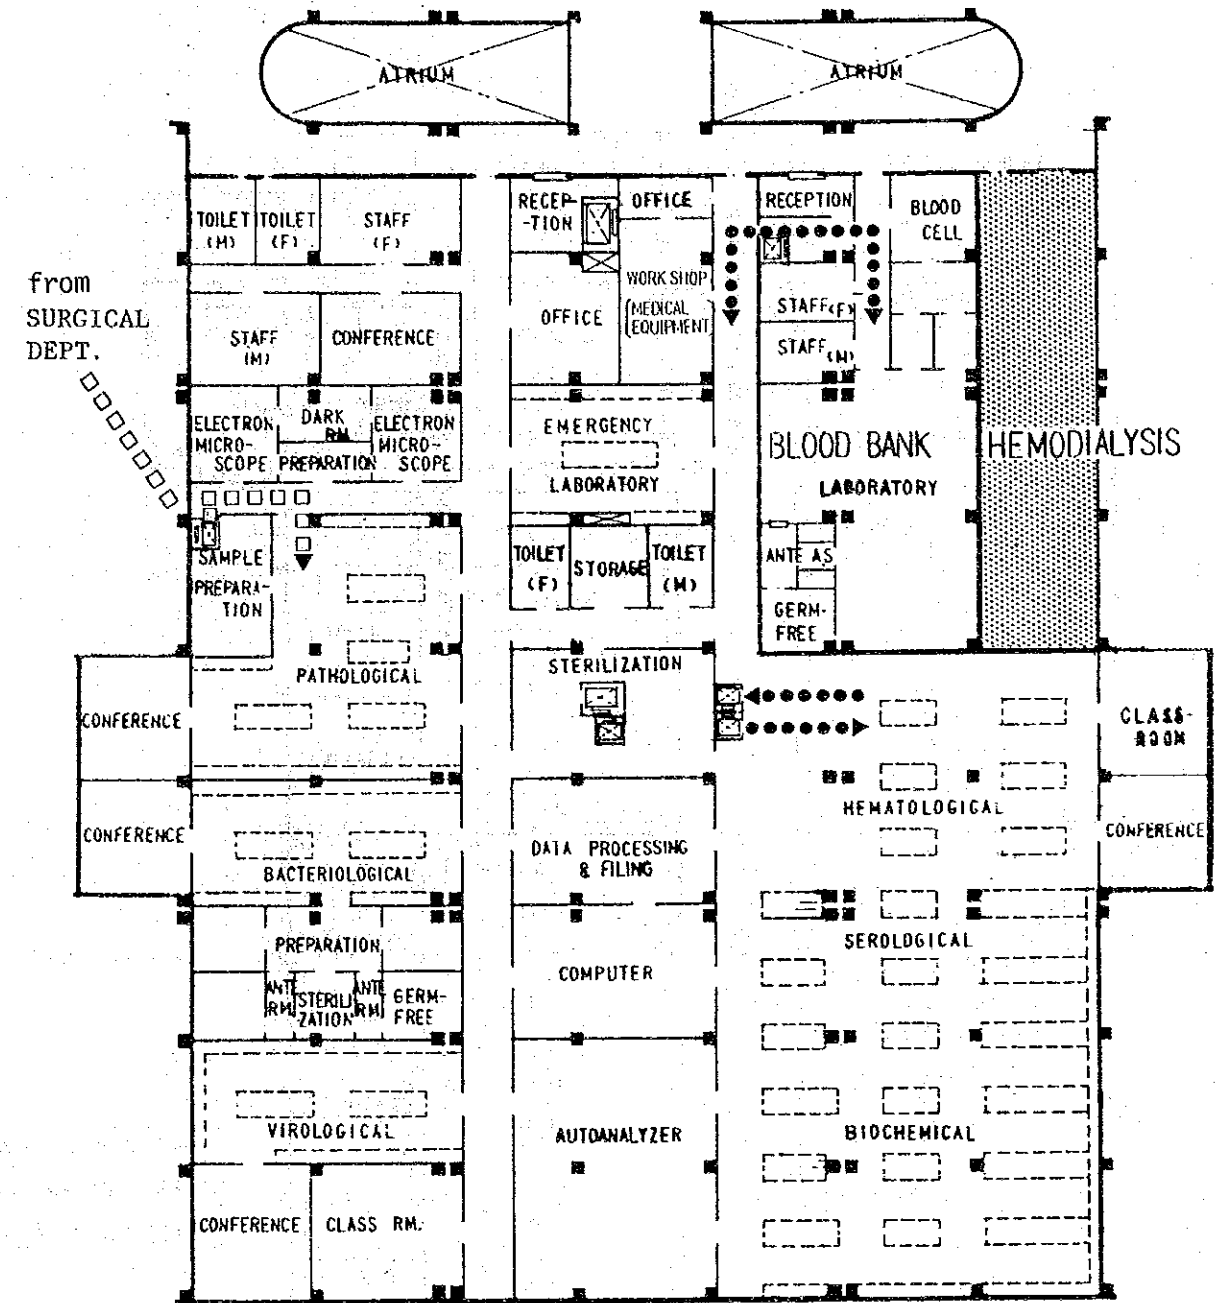 ATRIUM
ATRIUM
TOILET
(M)
TOILET
(F)
STAFF
(F)
RECEP-
-TION
OFFICE
RECEPTION
BLOOD
CELL
from
SURGICAL
DEPT.
STAFF
(M)
CONFERENCE
OFFICE
WORK SHOP
(MEDICAL
EQUIPMENT)
STAFF (F)
STAFF (M)
ELECTRON
MICRO-
SCOPE
DARK
RM.
PREPARATION
ELECTRON
MICRO-
SCOPE
EMERGENCY
LABORATORY
BLOOD BANK
LABORATORY
HEMODIALYSIS
SAMPLE
PREPARA-
TION
TOILET
(F)
STORAGE
TOILET
(M)
ANTE
AS
GERM-
FREE
PATHOLOGICAL
STERILIZATION
CONFERENCE
CLASS-
ROOM
CONFERENCE
BACTERIOLOGICAL
DATA PROCESSING
& FILING
HEMATOLOGICAL
CONFERENCE
PREPARATION
ANTE
RM
STERILI
ZATION
ANTE
RM
GERM-
FREE
COMPUTER
SEROLOGICAL
VIROLOGICAL
AUTOANALYZER
BIOCHEMICAL
CONFERENCE
CLASS RM.